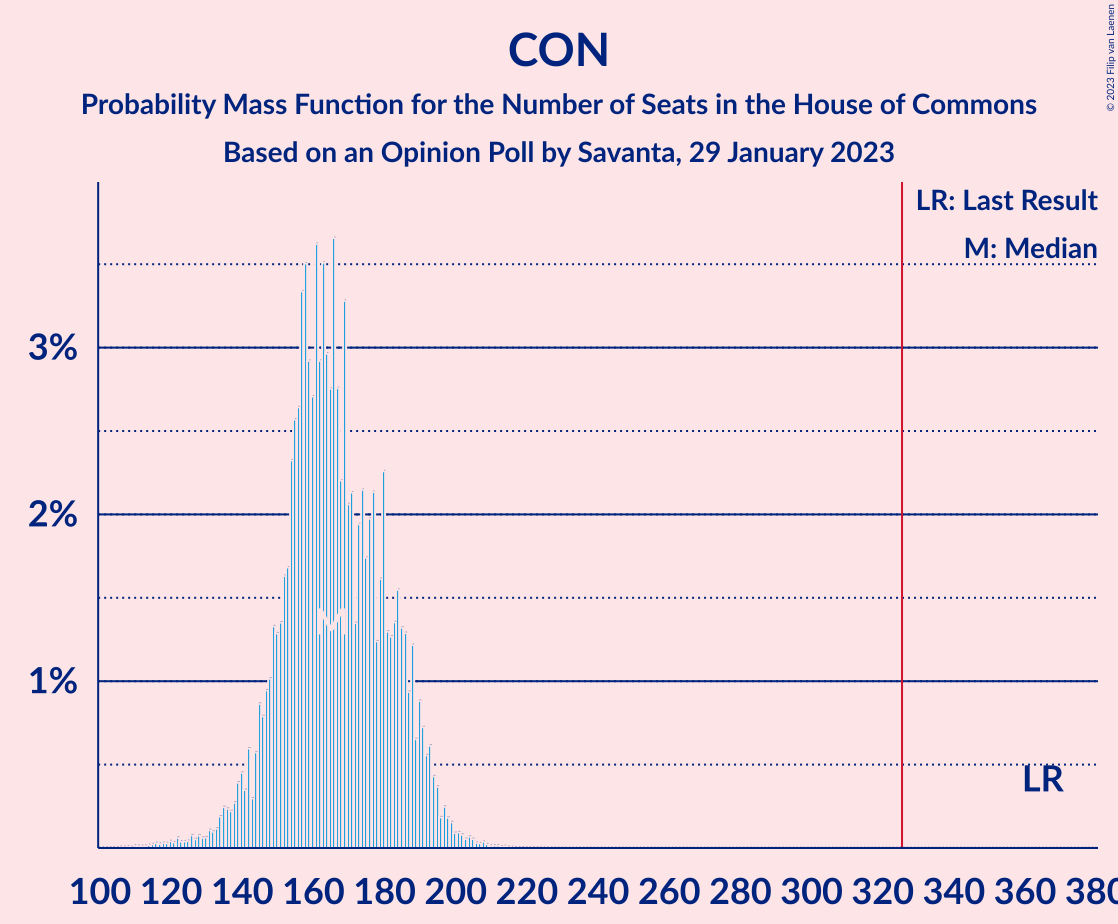 CON
Probability Mass Function for the Number of Seats in the House of Commons
Based on an Opinion Poll by Savanta, 29 January 2023
© 2023 Filip van Laenen
LR: Last Result
M: Median
3%
2%
1%
M
LR
100 120 140 160 180 200 220 240 260 280 300 320 340 360 380